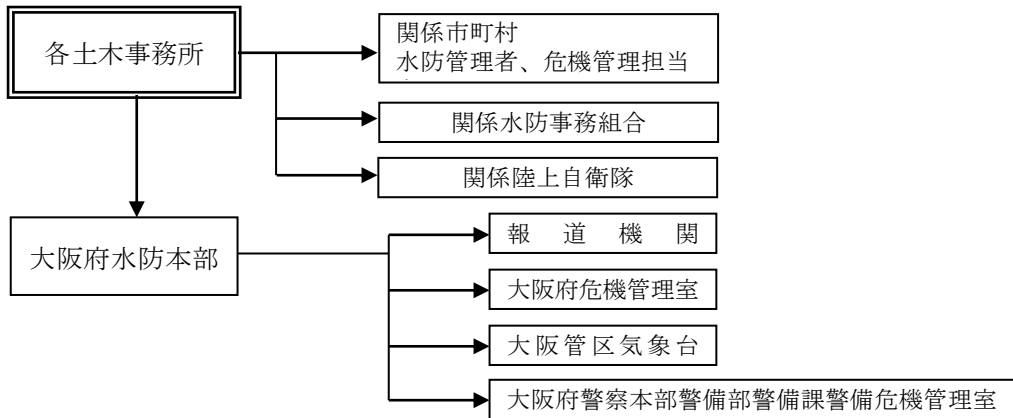 各土木事務所
関係市町村
水防管理者、危機管理担当
関係水防事務組合
関係陸上自衛隊
大阪府水防本部
報道機関
大阪府危機管理室
大阪管区気象台
大阪府警察本部警備部警備課警備危機管理室